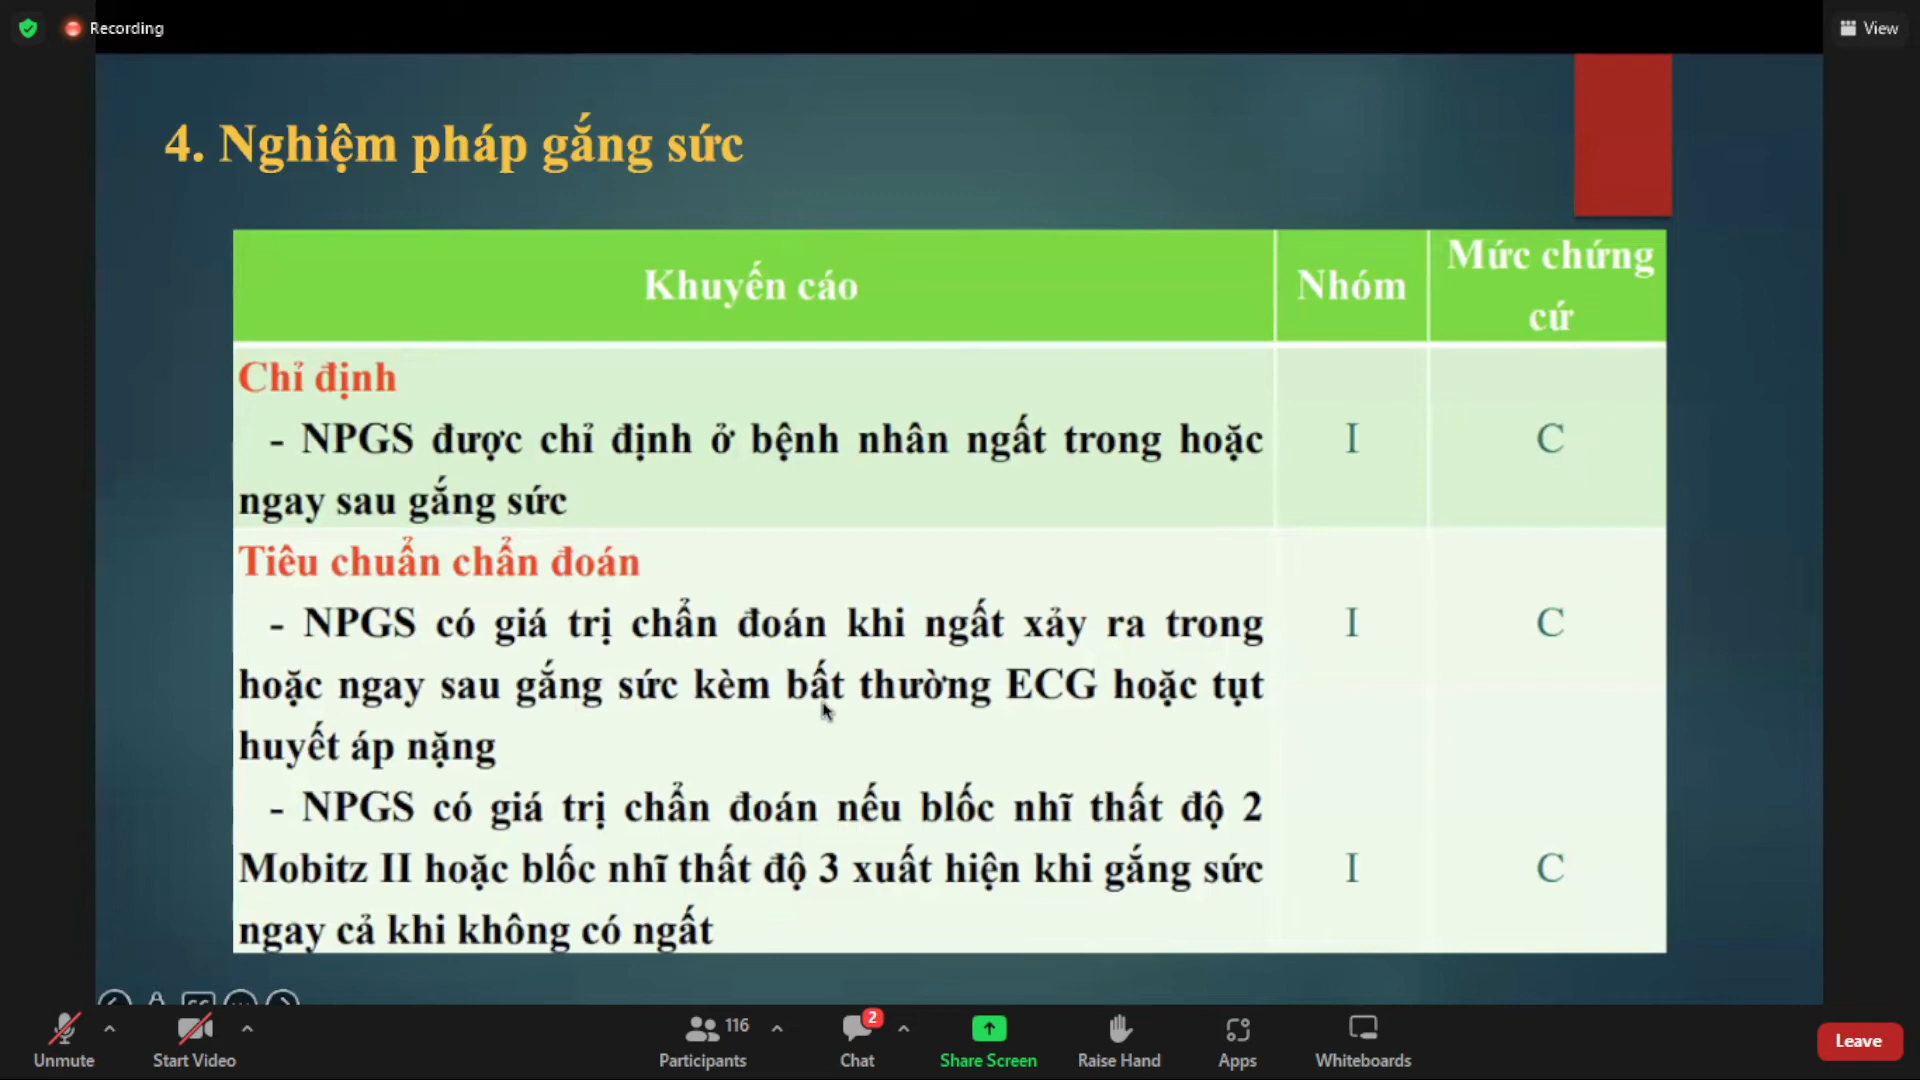 Recording
View
4. Nghiệm pháp gắng sức
Khuyến cáo
Nhóm
Mức chứng
cứ
Chỉ định
- NPGS được chỉ định ở bệnh nhân ngất trong hoặc
ngay sau gắng sức
I
C
Tiêu chuẩn chẩn đoán
- NPGS có giá trị chẩn đoán khi ngất xảy ra trong
hoặc ngay sau gắng sức kèm bất thường ECG hoặc tụt
huyết áp nặng
I
C
- NPGS có giá trị chẩn đoán nếu blốc nhĩ thất độ 2
Mobitz II hoặc blốc nhĩ thất độ 3 xuất hiện khi gắng sức
ngay cả khi không có ngất
I
C
Unmute
Start Video
116
Participants
2
Chat
Share Screen
Raise Hand
Apps
Whiteboards
Leave